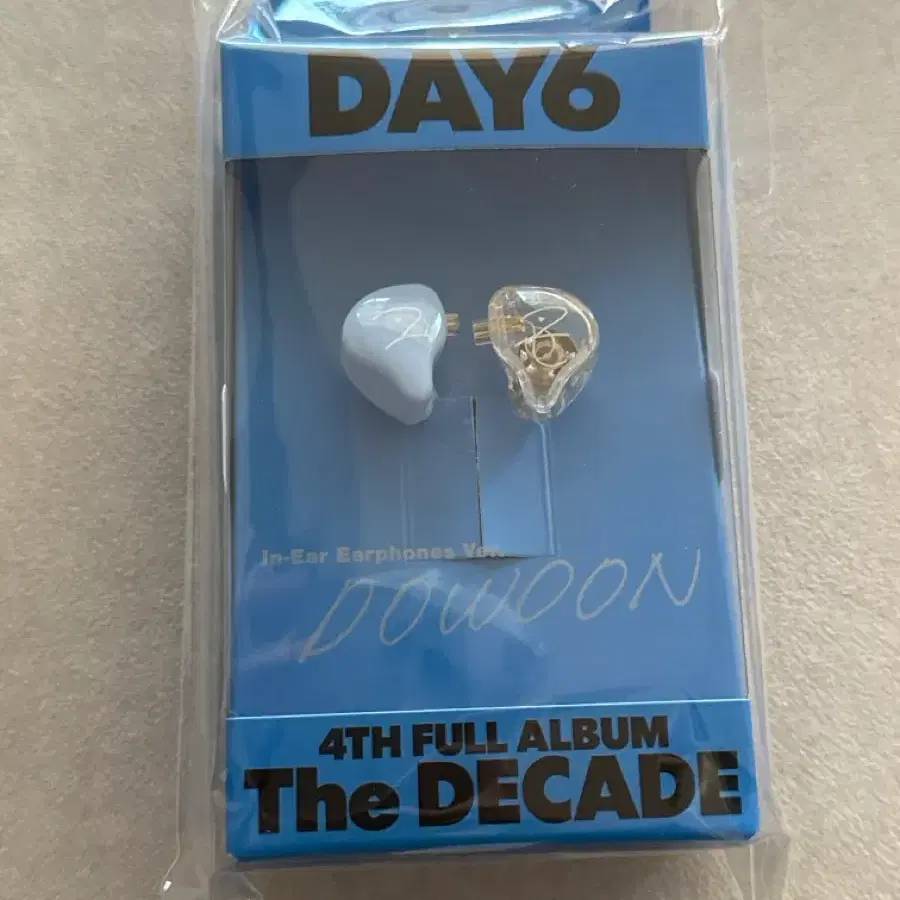 DAY6
In-Ear Earphones Ver.
DOWOON
4TH FULL ALBUM
The DECADE